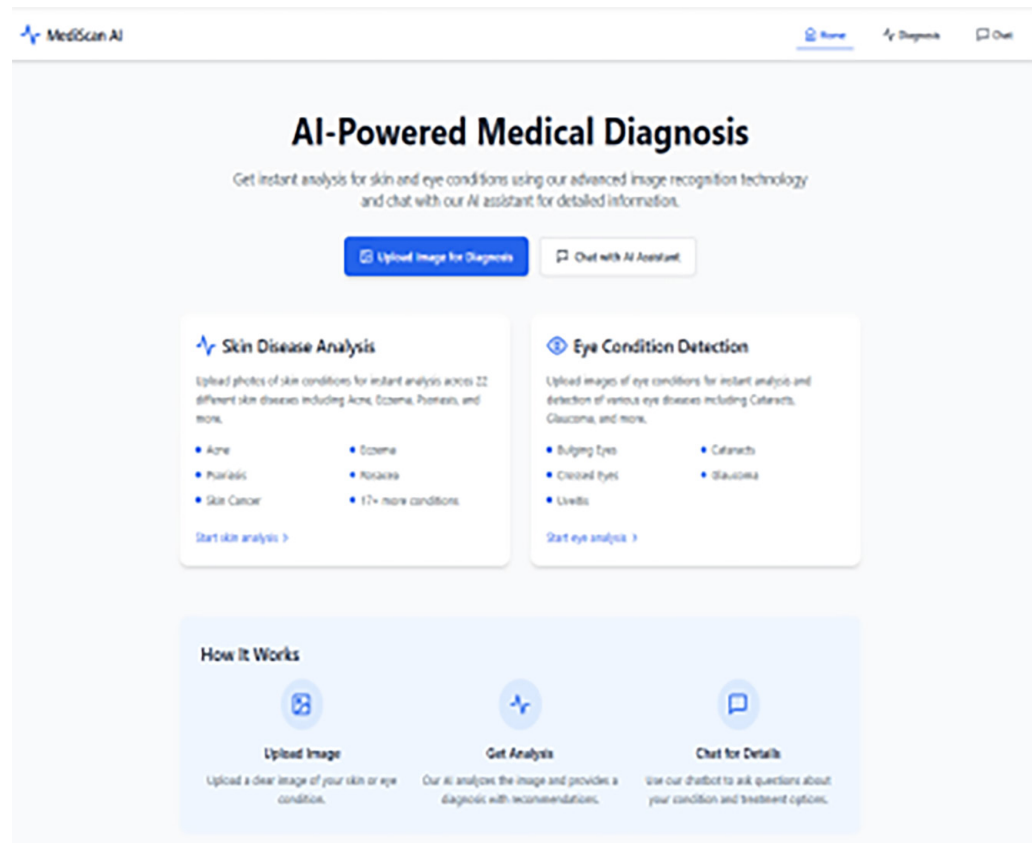 MediScan AI
Home
Diagnosis
Chat
AI-Powered Medical Diagnosis
Get instant analysis for skin and eye conditions using our advanced image recognition technology
and chat with our AI assistant for detailed information.
Upload Image for Diagnosis
Chat with AI Assistant
Skin Disease Analysis
Upload photos of skin conditions for instant analysis across 22
different skin diseases including Acne, Eczema, Psoriasis, and
more.
• Acne
• Eczema
• Psoriasis
• Rosacea
• Skin Cancer
• 17+ more conditions
Start skin analysis >
Eye Condition Detection
Upload images of eye conditions for instant analysis and
detection of various eye diseases including Cataracts,
Glaucoma, and more.
• Bulging Eyes
• Cataracts
• Crossed Eyes
• Glaucoma
• Uveitis
Start eye analysis >
How It Works
Upload Image
Upload a clear image of your skin or eye
condition.
Get Analysis
Our AI analyzes the image and provides a
diagnosis with recommendations.
Chat for Details
Use our chatbot to ask questions about
your condition and treatment options.